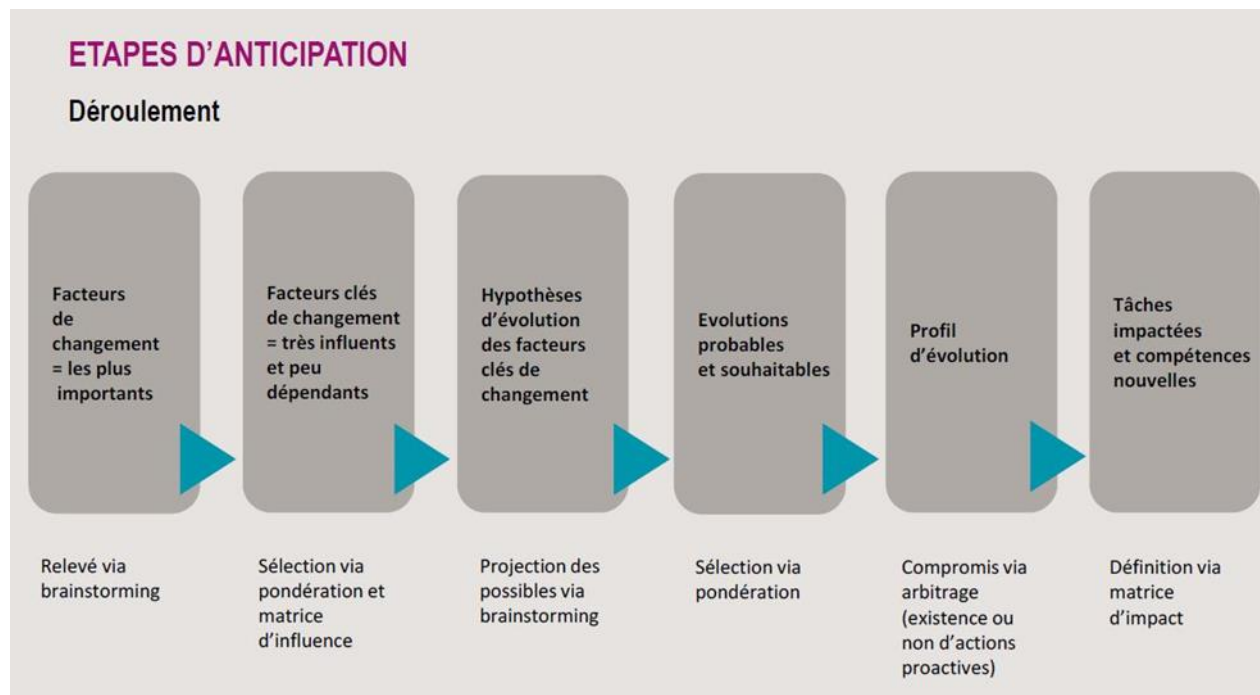 ETAPES D'ANTICIPATION
Déroulement
Facteurs
de
changement
= les plus
importants
Facteurs clés
de changement
= très influents
et peu
dépendants
Hypothèses
d'évolution
des facteurs
clés de
changement
Evolutions
probables
et souhaitables
Profil
d'évolution
Tâches
impactées
et compétences
nouvelles
Relevé via
brainstorming
Sélection via
pondération et
matrice
d'influence
Projection des
possibles via
brainstorming
Sélection via
pondération
Compromis via
arbitrage
(existence ou
non d'actions
proactives)
Définition via
matrice
d'impact